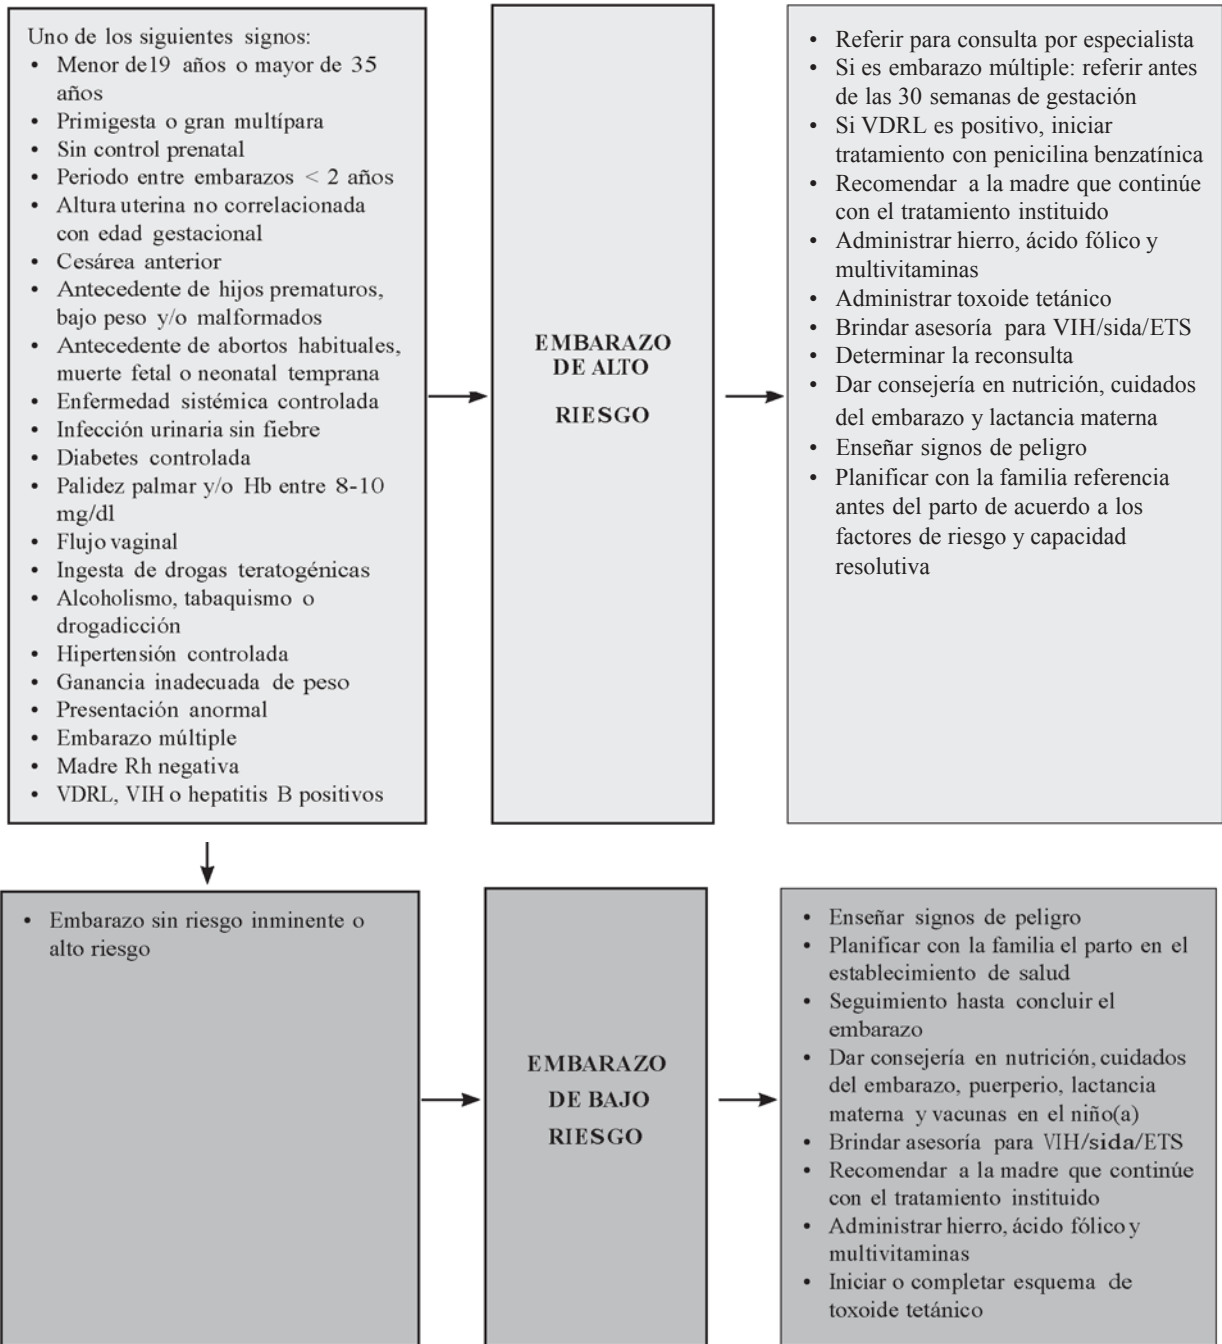 Uno de los siguientes signos:
• Menor de19 años o mayor de 35
años
• Primigesta o gran multípara
• Sin control prenatal
• Periodo entre embarazos < 2 años
• Altura uterina no correlacionada
con edad gestacional
• Cesárea anterior
• Antecedente de hijos prematuros,
bajo peso y/o malformados
• Antecedente de abortos habituales,
muerte fetal o neonatal temprana
• Enfermedad sistémica controlada
• Infección urinaria sin fiebre
• Diabetes controlada
• Palidez palmar y/o Hb entre 8-10
mg/dl
• Flujo vaginal
• Ingesta de drogas teratogénicas
• Alcoholismo, tabaquismo o
drogadicción
• Hipertensión controlada
• Ganancia inadecuada de peso
• Presentación anormal
• Embarazo múltiple
• Madre Rh negativa
• VDRL, VIH o hepatitis B positivos
EMBARAZO
DE ALTO
RIESGO
• Referir para consulta por especialista
• Si es embarazo múltiple: referir antes
de las 30 semanas de gestación
• Si VDRL es positivo, iniciar
tratamiento con penicilina benzatínica
• Recomendar a la madre que continúe
con el tratamiento instituido
• Administrar hierro, ácido fólico y
multivitaminas
• Administrar toxoide tetánico
• Brindar asesoría para VIH/sida/ETS
• Determinar la reconsulta
• Dar consejería en nutrición, cuidados
del embarazo y lactancia materna
• Enseñar signos de peligro
• Planificar con la familia referencia
antes del parto de acuerdo a los
factores de riesgo y capacidad
resolutiva
• Embarazo sin riesgo inminente o
alto riesgo
EMBARAZO
DE BAJO
RIESGO
• Enseñar signos de peligro
• Planificar con la familia el parto en el
establecimiento de salud
• Seguimiento hasta concluir el
embarazo
• Dar consejería en nutrición, cuidados
del embarazo, puerperio, lactancia
materna y vacunas en el niño(a)
• Brindar asesoría para VIH/sida/ETS
• Recomendar a la madre que continúe
con el tratamiento instituido
• Administrar hierro, ácido fólico y
multivitaminas
• Iniciar o completar esquema de
toxoide tetánico